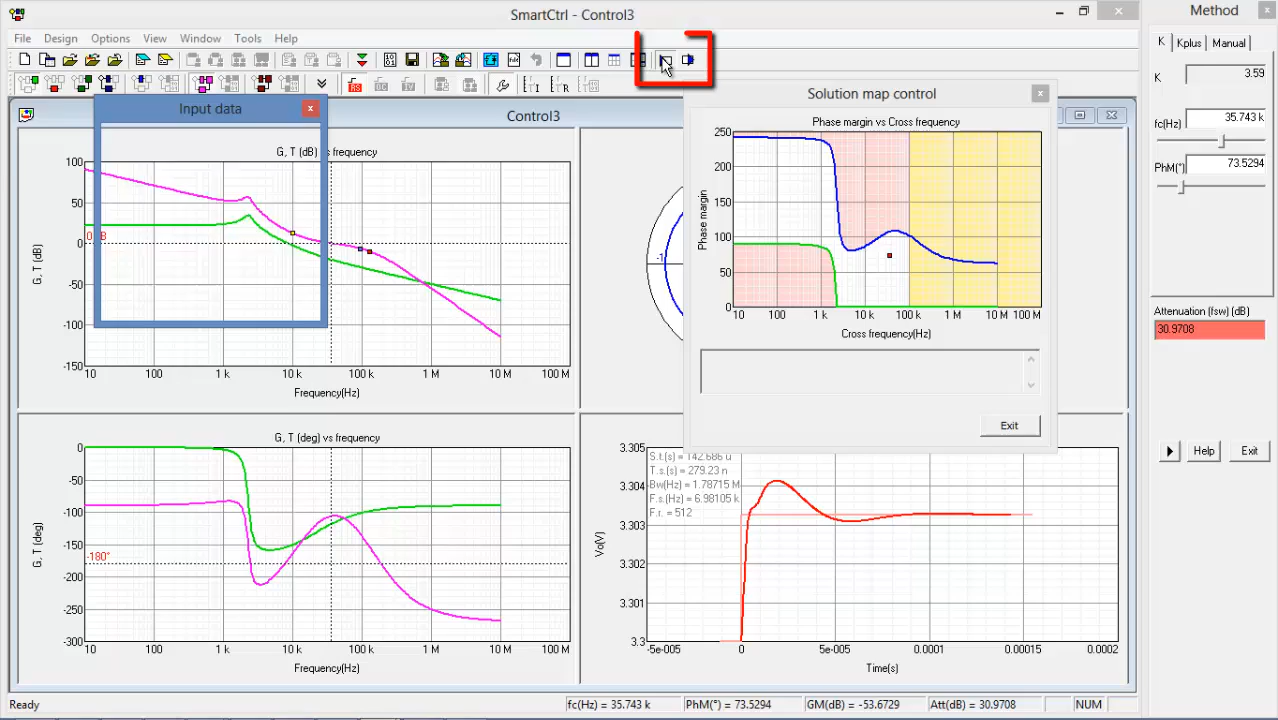 SmartCtrl - Control3
File Design Options View Window Tools Help
Input data
Control3
G, T (dB) vs frequency
G, T (dB)
100
50
0
-50
-100
-150
10 100 1 k 10 k 100 k 1 M 10 M 100 M
Frequency(Hz)
G, T (deg) vs frequency
G, T (deg)
0
-50
-100
-150
-180°
-200
-250
-300
10 100 1 k 10 k 100 k 1 M 10 M 100 M
Frequency(Hz)
-1
Solution map control
Phase margin vs Cross frequency
Phase margin
250
200
150
100
50
0
10 100 1 k 10 k 100 k 1 M 10 M 100 M
Cross frequency(Hz)
Exit
S.t.(s) = 142.686 u
T.s.(s) = 279.23 n
Bw(Hz) = 1.78715 M
F.s.(Hz) = 6.98105 k
F.r. = 512
Vo(V)
3.305
3.304
3.303
3.302
3.301
3.3
-5e-005 0 5e-005 0.0001 0.00015 0.0002
Time(s)
Method
K Kplus Manual
K 3.59
fc(Hz) 35.743 k
PhM(°) 73.5294
Attenuation (fsw) (dB)
30.9708
Help Exit
Ready
fc(Hz) = 35.743 k PhM(°) = 73.5294 GM(dB) = -53.6729 Att(dB) = 30.9708 NUM